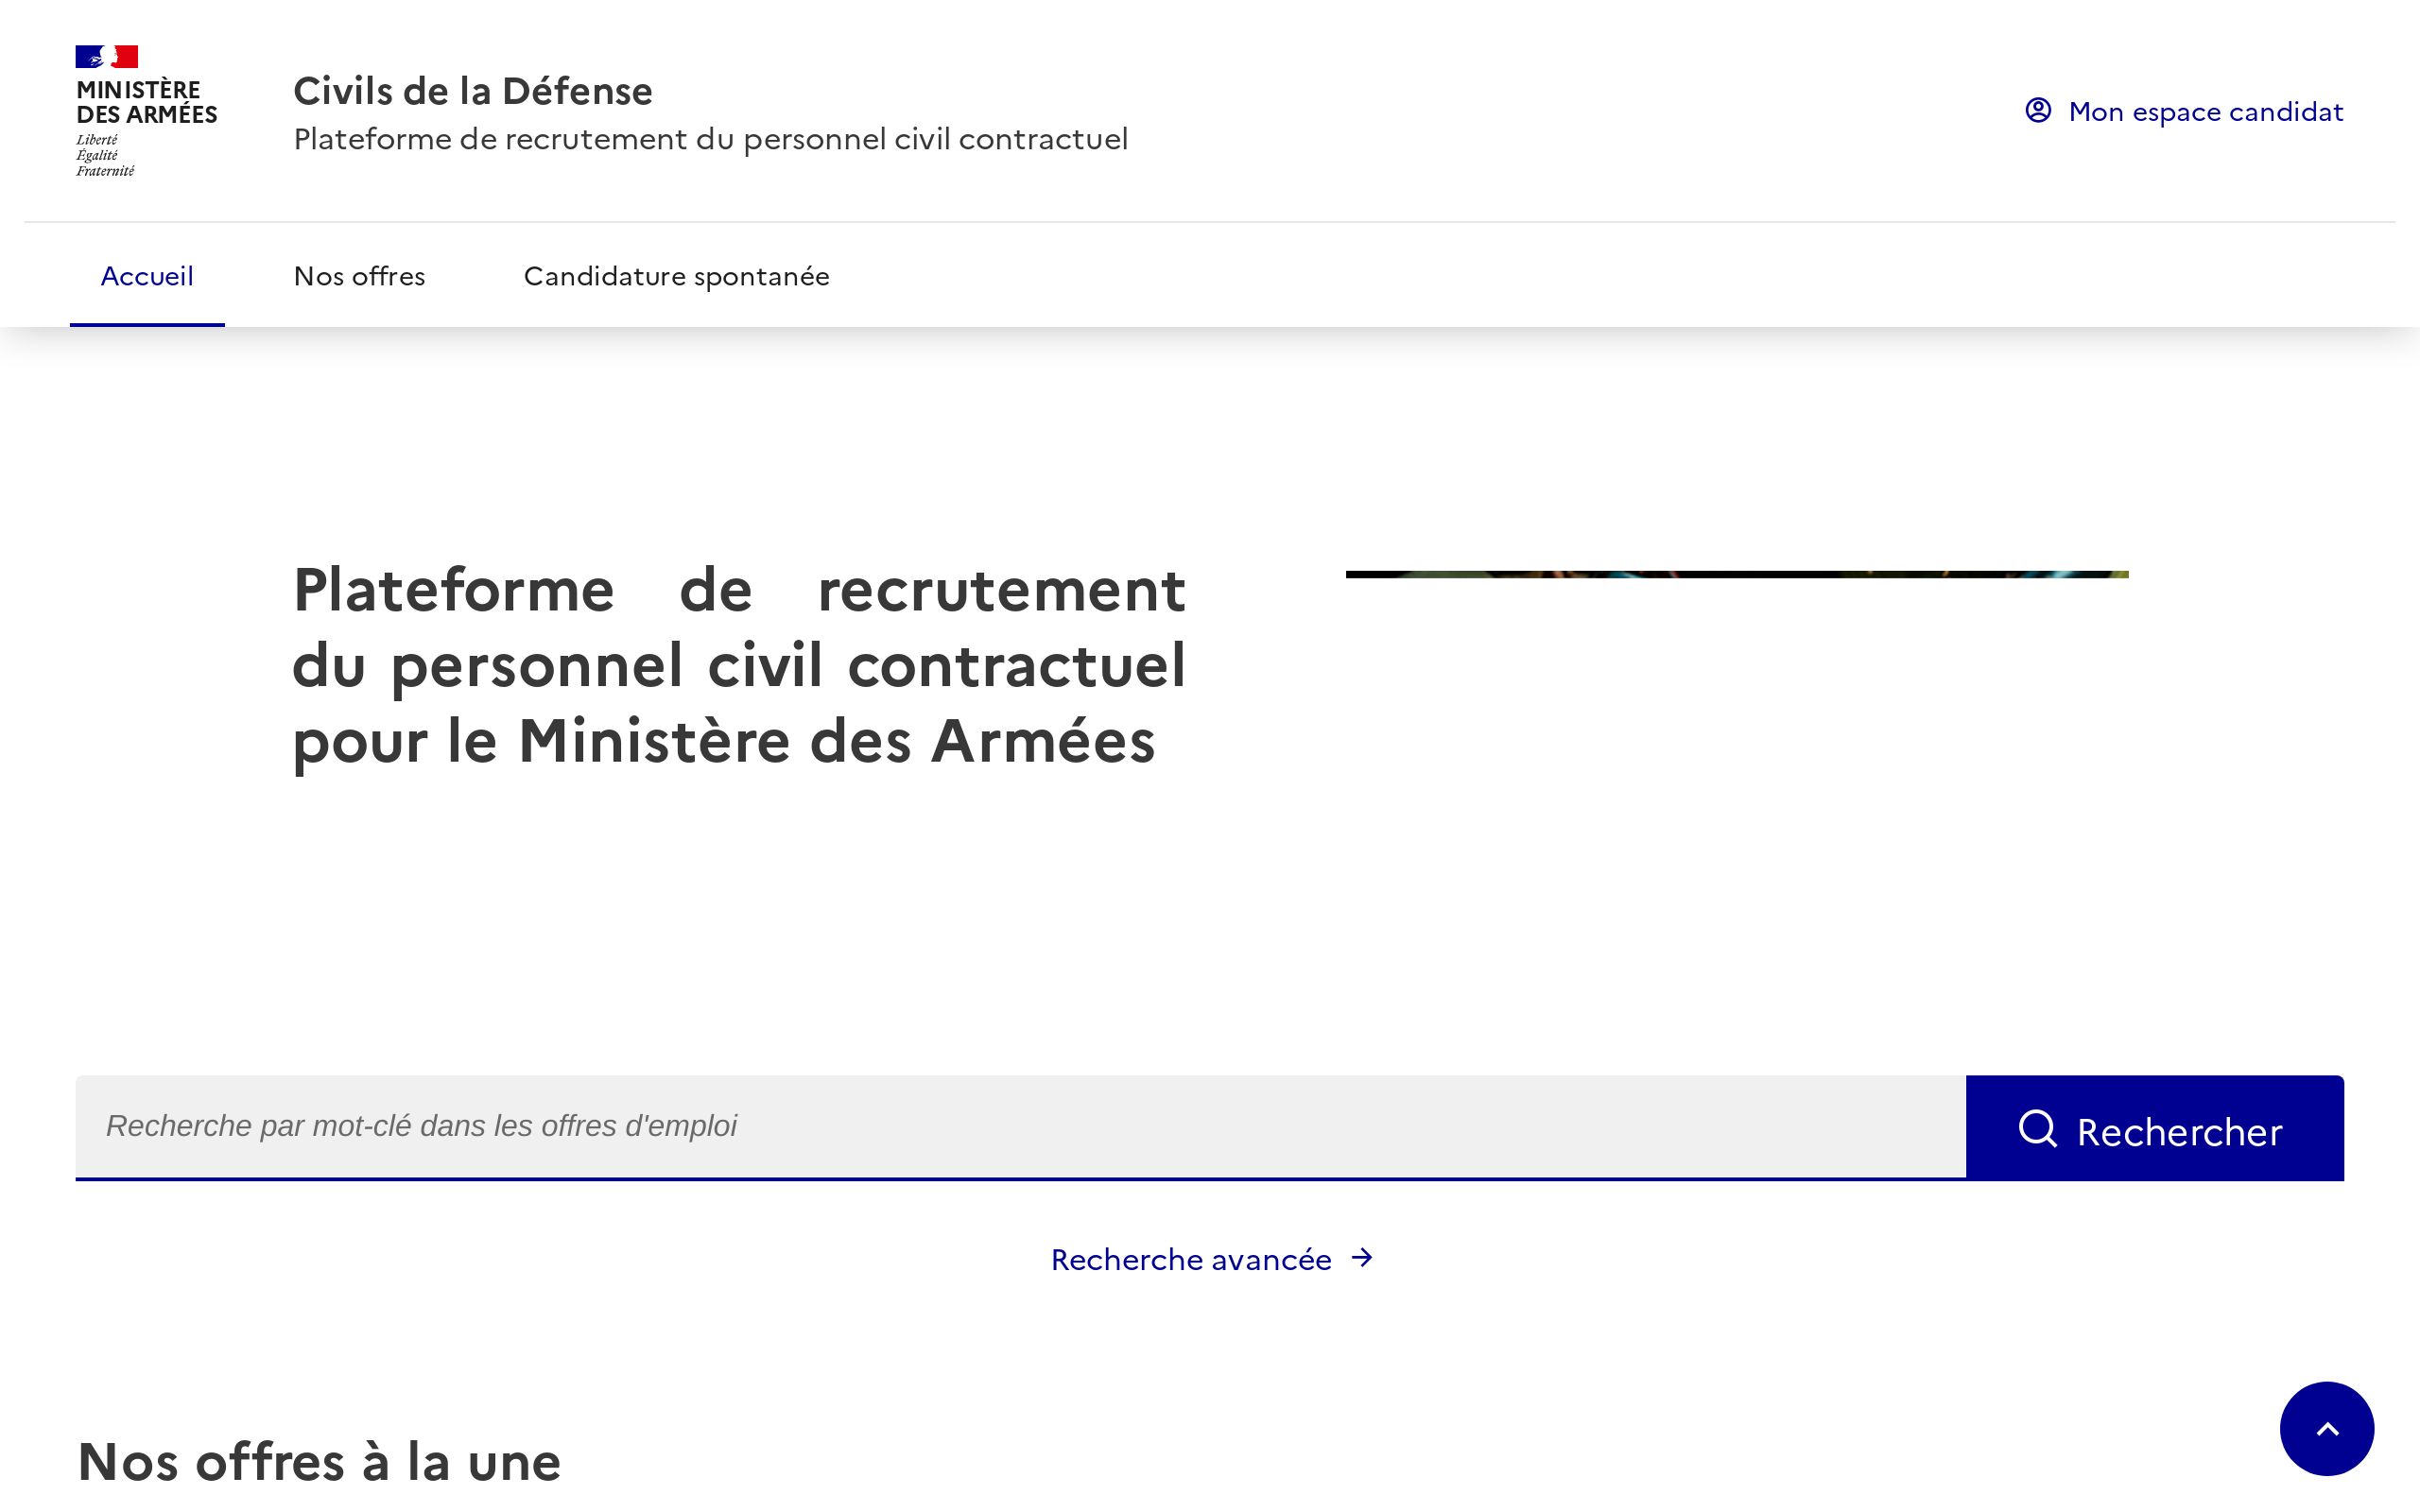 MINISTÈRE
DES ARMÉES
Liberté
Égalité
Fraternité
Civils de la Défense
Plateforme de recrutement du personnel civil contractuel
Mon espace candidat
Accueil
Nos offres
Candidature spontanée
Plateforme de recrutement
du personnel civil contractuel
pour le Ministère des Armées
Recherche par mot-clé dans les offres d'emploi
Rechercher
Recherche avancée
Nos offres à la une